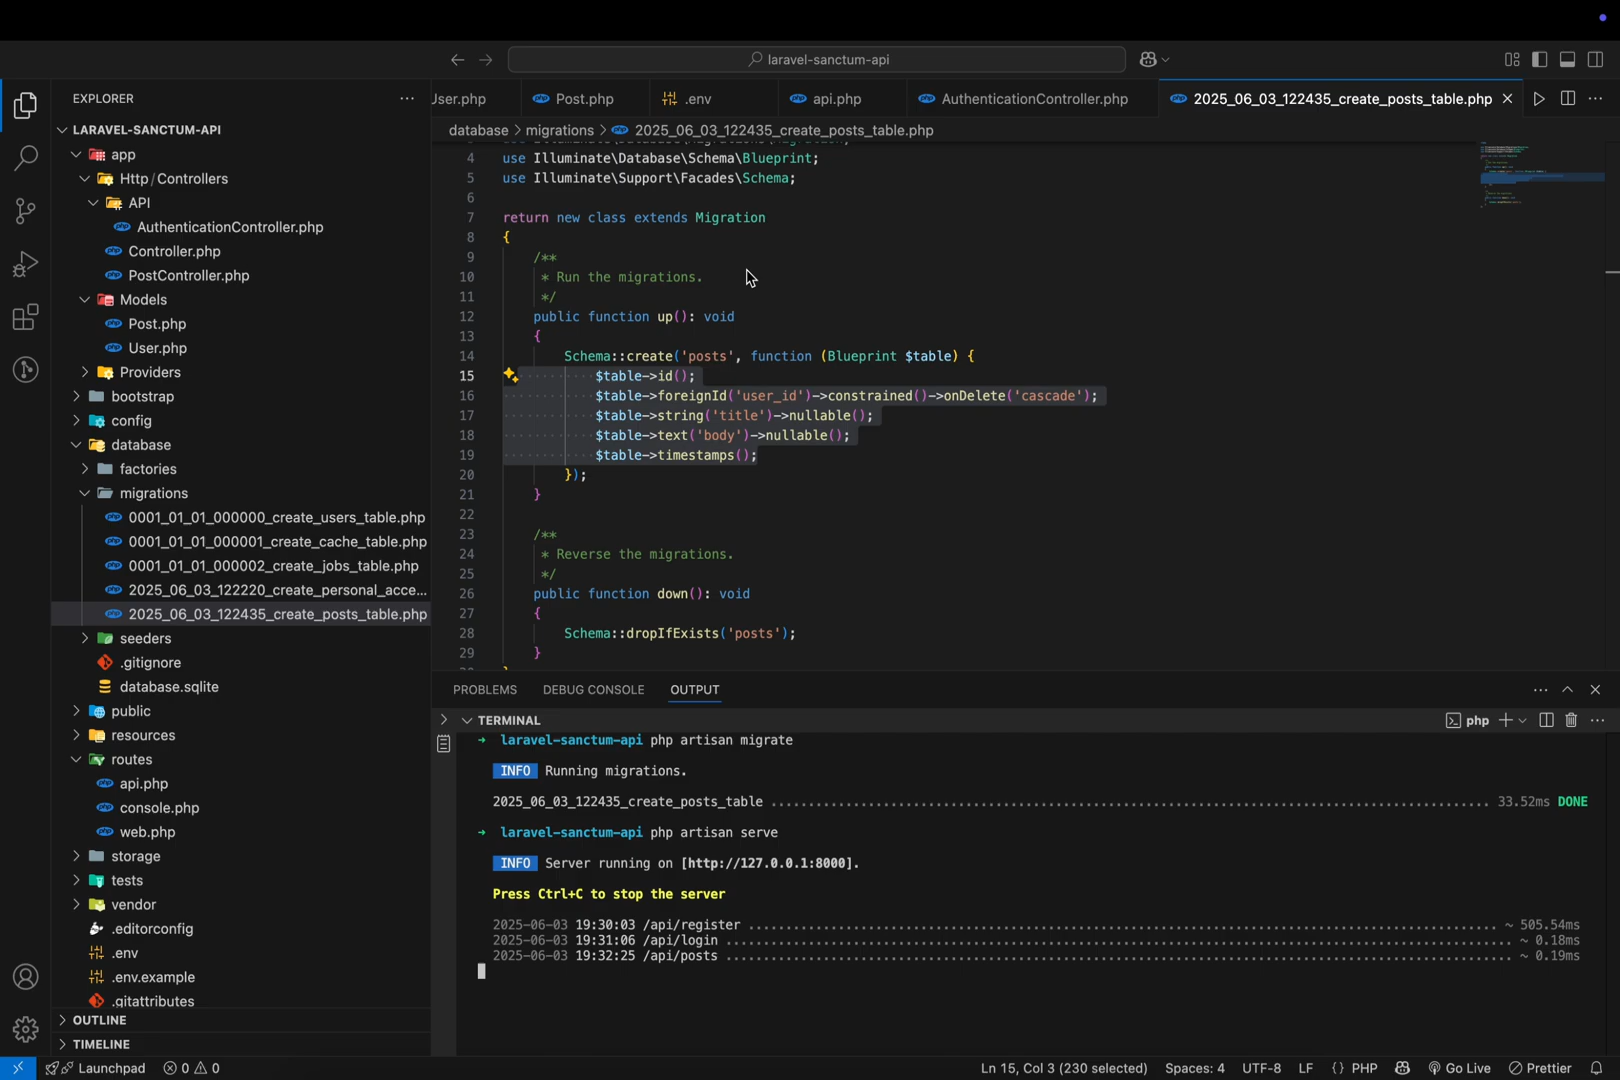 laravel-sanctum-api
EXPLORER
User.php
Post.php
.env
api.php
AuthenticationController.php
2025_06_03_122435_create_posts_table.php
database > migrations > 2025_06_03_122435_create_posts_table.php
LARAVEL-SANCTUM-API
app
Http / Controllers
API
AuthenticationController.php
Controller.php
PostController.php
Models
Post.php
User.php
Providers
bootstrap
config
database
factories
migrations
0001_01_01_000000_create_users_table.php
0001_01_01_000001_create_cache_table.php
0001_01_01_000002_create_jobs_table.php
2025_06_03_122220_create_personal_acce...
2025_06_03_122435_create_posts_table.php
seeders
.gitignore
database.sqlite
public
resources
routes
api.php
console.php
web.php
storage
tests
vendor
.editorconfig
.env
.env.example
.gitattributes
OUTLINE
TIMELINE
4 use Illuminate\Database\Schema\Blueprint;
5 use Illuminate\Support\Facades\Schema;
6
7 return new class extends Migration
8 {
9 /**
10 * Run the migrations.
11 */
12 public function up(): void
13 {
14 Schema::create('posts', function (Blueprint $table) {
15 $table->id();
16 $table->foreignId('user_id')->constrained()->onDelete('cascade');
17 $table->string('title')->nullable();
18 $table->text('body')->nullable();
19 $table->timestamps();
20 });
21 }
22
23 /**
24 * Reverse the migrations.
25 */
26 public function down(): void
27 {
28 Schema::dropIfExists('posts');
29 }
PROBLEMS DEBUG CONSOLE OUTPUT
TERMINAL
php
→ laravel-sanctum-api php artisan migrate
INFO Running migrations.
2025_06_03_122435_create_posts_table ........ 33.52ms DONE
→ laravel-sanctum-api php artisan serve
INFO Server running on [http://127.0.0.1:8000].
Press Ctrl+C to stop the server
2025-06-03 19:30:03 /api/register ........ ~ 505.54ms
2025-06-03 19:31:06 /api/login ........ ~ 0.18ms
2025-06-03 19:32:25 /api/posts ........ ~ 0.19ms
Launchpad 0 0 Ln 15, Col 3 (230 selected) Spaces: 4 UTF-8 LF {} PHP Go Live Prettier